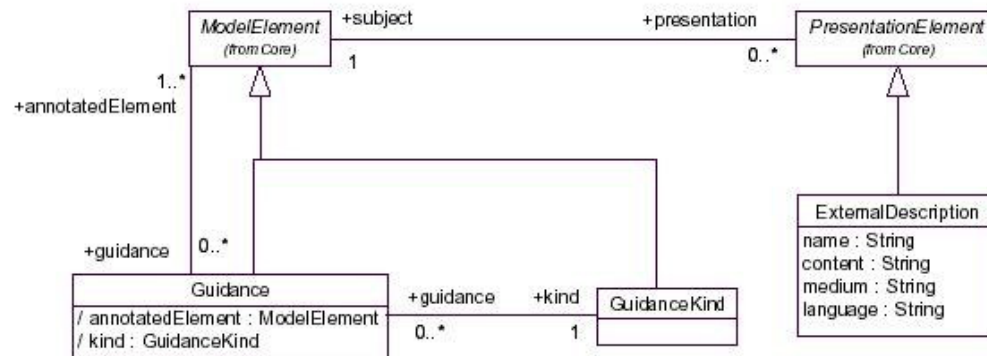 ModelElement
(from Core)
+subject
+presentation
PresentationElement
(from Core)
1
0..*
1..*
+annotatedElement
ExternalDescription
name : String
content : String
medium : String
language : String
+guidance
0..*
Guidance
/ annotatedElement : ModelElement
/ kind : GuidanceKind
+guidance
+kind
0..*
1
GuidanceKind